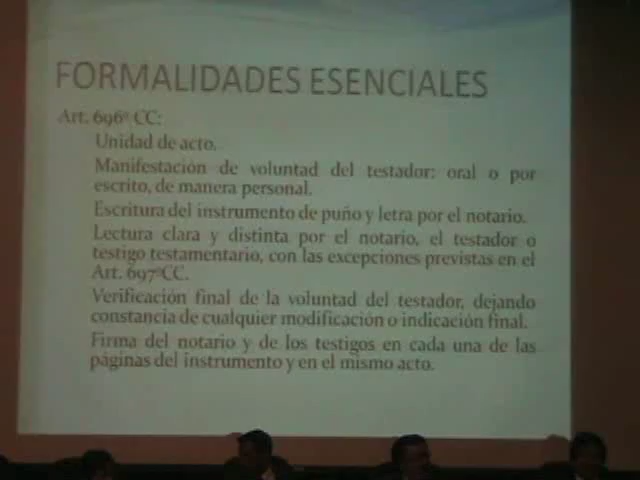 FORMALIDADES ESENCIALES
Art. 696º CC:
Unidad de acto.
Manifestación de voluntad del testador: oral o por
escrito, de manera personal.
Escritura del instrumento de puño y letra por el notario.
Lectura clara y distinta por el notario, el testador o
testigo testamentario, con las excepciones previstas en el
Art. 697ºCC.
Verificación final de la voluntad del testador, dejando
constancia de cualquier modificación o indicación final.
Firma del notario y de los testigos en cada una de las
páginas del instrumento y en el mismo acto.